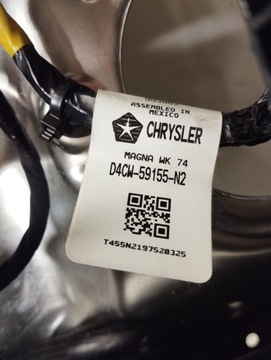 ASSEMBLED IN
MEXICO
CHRYSLER
MAGNA WK 74
D4CW-59155-N2
T455N2197520325